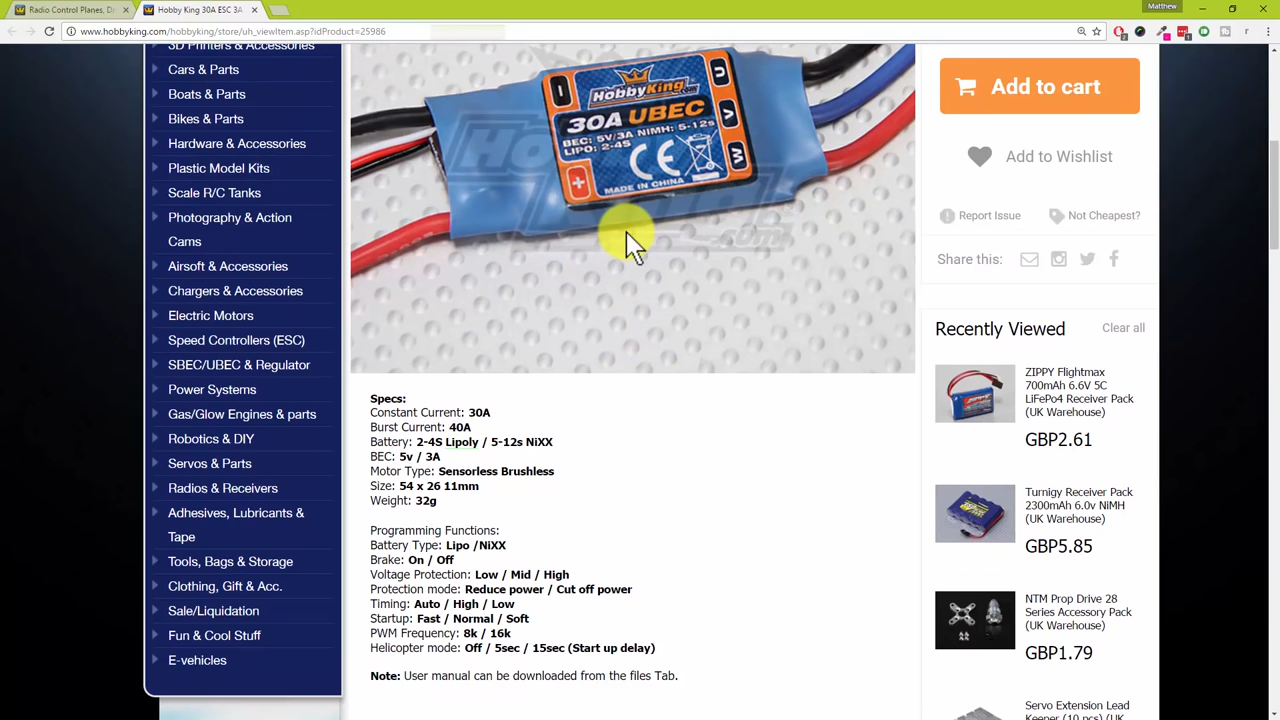 Matthew
Radio Control Planes, Dr
Hobby King 30A ESC 3A
www.hobbyking.com/hobbyking/store/uh_viewItem.asp?idProduct=25986
3D Printers & Accessories
Cars & Parts
Boats & Parts
Bikes & Parts
Hardware & Accessories
Plastic Model Kits
Scale R/C Tanks
Photography & Action
Cams
Airsoft & Accessories
Chargers & Accessories
Electric Motors
Speed Controllers (ESC)
SBEC/UBEC & Regulator
Power Systems
Gas/Glow Engines & parts
Robotics & DIY
Servos & Parts
Radios & Receivers
Adhesives, Lubricants &
Tape
Tools, Bags & Storage
Clothing, Gift & Acc.
Sale/Liquidation
Fun & Cool Stuff
E-vehicles
HobbyKing.com
30A UBEC
BEC: 5V/3A NIMH: 5-12s
LIPO: 2-4S
CE
MADE IN CHINA
U
V
W
Specs:
Constant Current: 30A
Burst Current: 40A
Battery: 2-4S Lipoly / 5-12s NiXX
BEC: 5v / 3A
Motor Type: Sensorless Brushless
Size: 54 x 26 11mm
Weight: 32g
Programming Functions:
Battery Type: Lipo /NiXX
Brake: On / Off
Voltage Protection: Low / Mid / High
Protection mode: Reduce power / Cut off power
Timing: Auto / High / Low
Startup: Fast / Normal / Soft
PWM Frequency: 8k / 16k
Helicopter mode: Off / 5sec / 15sec (Start up delay)
Note: User manual can be downloaded from the files Tab.
Add to cart
Add to Wishlist
Report Issue
Not Cheapest?
Share this:
Recently Viewed
Clear all
ZIPPY Flightmax
700mAh 6.6V 5C
LiFePo4 Receiver Pack
(UK Warehouse)
GBP2.61
Turnigy Receiver Pack
2300mAh 6.0v NiMH
(UK Warehouse)
GBP5.85
NTM Prop Drive 28
Series Accessory Pack
(UK Warehouse)
GBP1.79
Servo Extension Lead
Keeper (10 pcs) (UK